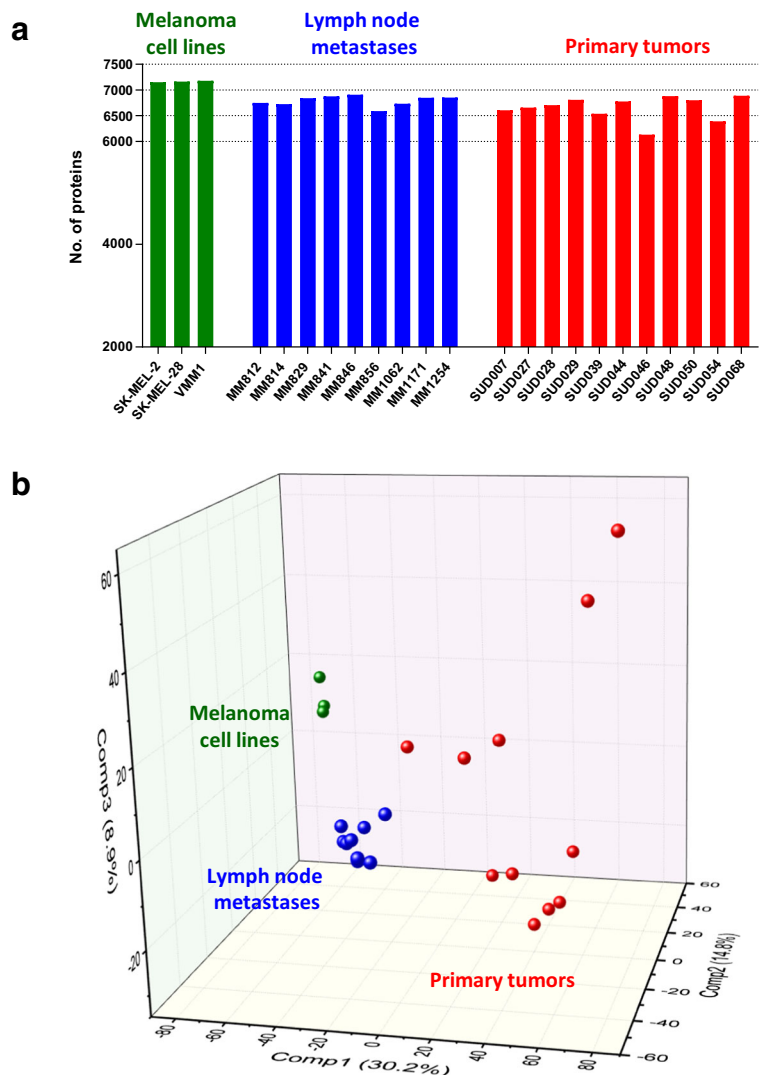 a
Melanoma
cell lines
Lymph node
metastases
Primary tumors
No. of proteins
7500
7000
6500
6000
4000
2000
SK-MEL-2
SK-MEL-28
VMM1
MM812
MM814
MM829
MM841
MM846
MM856
MM1062
MM1171
MM1254
SUD007
SUD027
SUD028
SUD029
SUD039
SUD044
SUD046
SUD048
SUD050
SUD054
SUD068
b
60
40
20
0
-20
Comp3 (8.9%)
Melanoma
cell lines
Lymph node
metastases
Primary tumors
-80
-60
-40
-20
0
20
40
60
80
Comp1 (30.2%)
60
40
20
0
-20
-40
-60
Comp2 (14.8%)